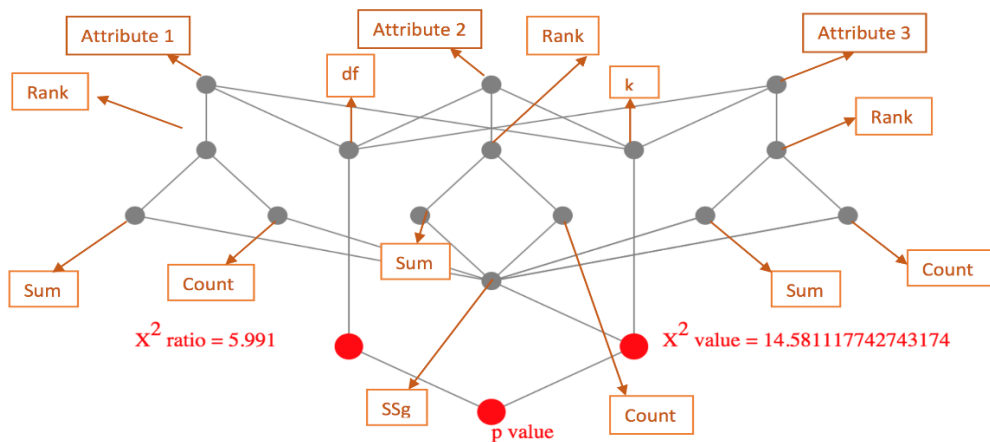 Attribute 1
Attribute 2
Rank
Attribute 3
df
k
Rank
Rank
Sum
Count
Sum
Sum
Count
X² ratio = 5.991
X² value = 14.581117742743174
SSg
Count
p value